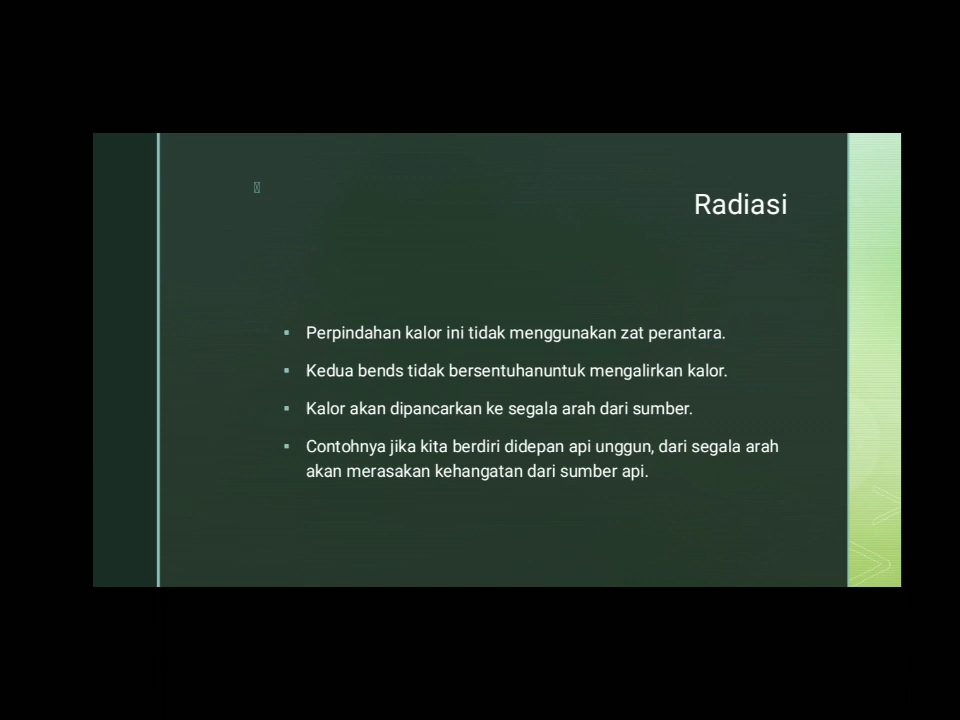 Radiasi
Perpindahan kalor ini tidak menggunakan zat perantara.
Kedua bends tidak bersentuhanuntuk mengalirkan kalor.
Kalor akan dipancarkan ke segala arah dari sumber.
Contohnya jika kita berdiri didepan api unggun, dari segala arah
akan merasakan kehangatan dari sumber api.